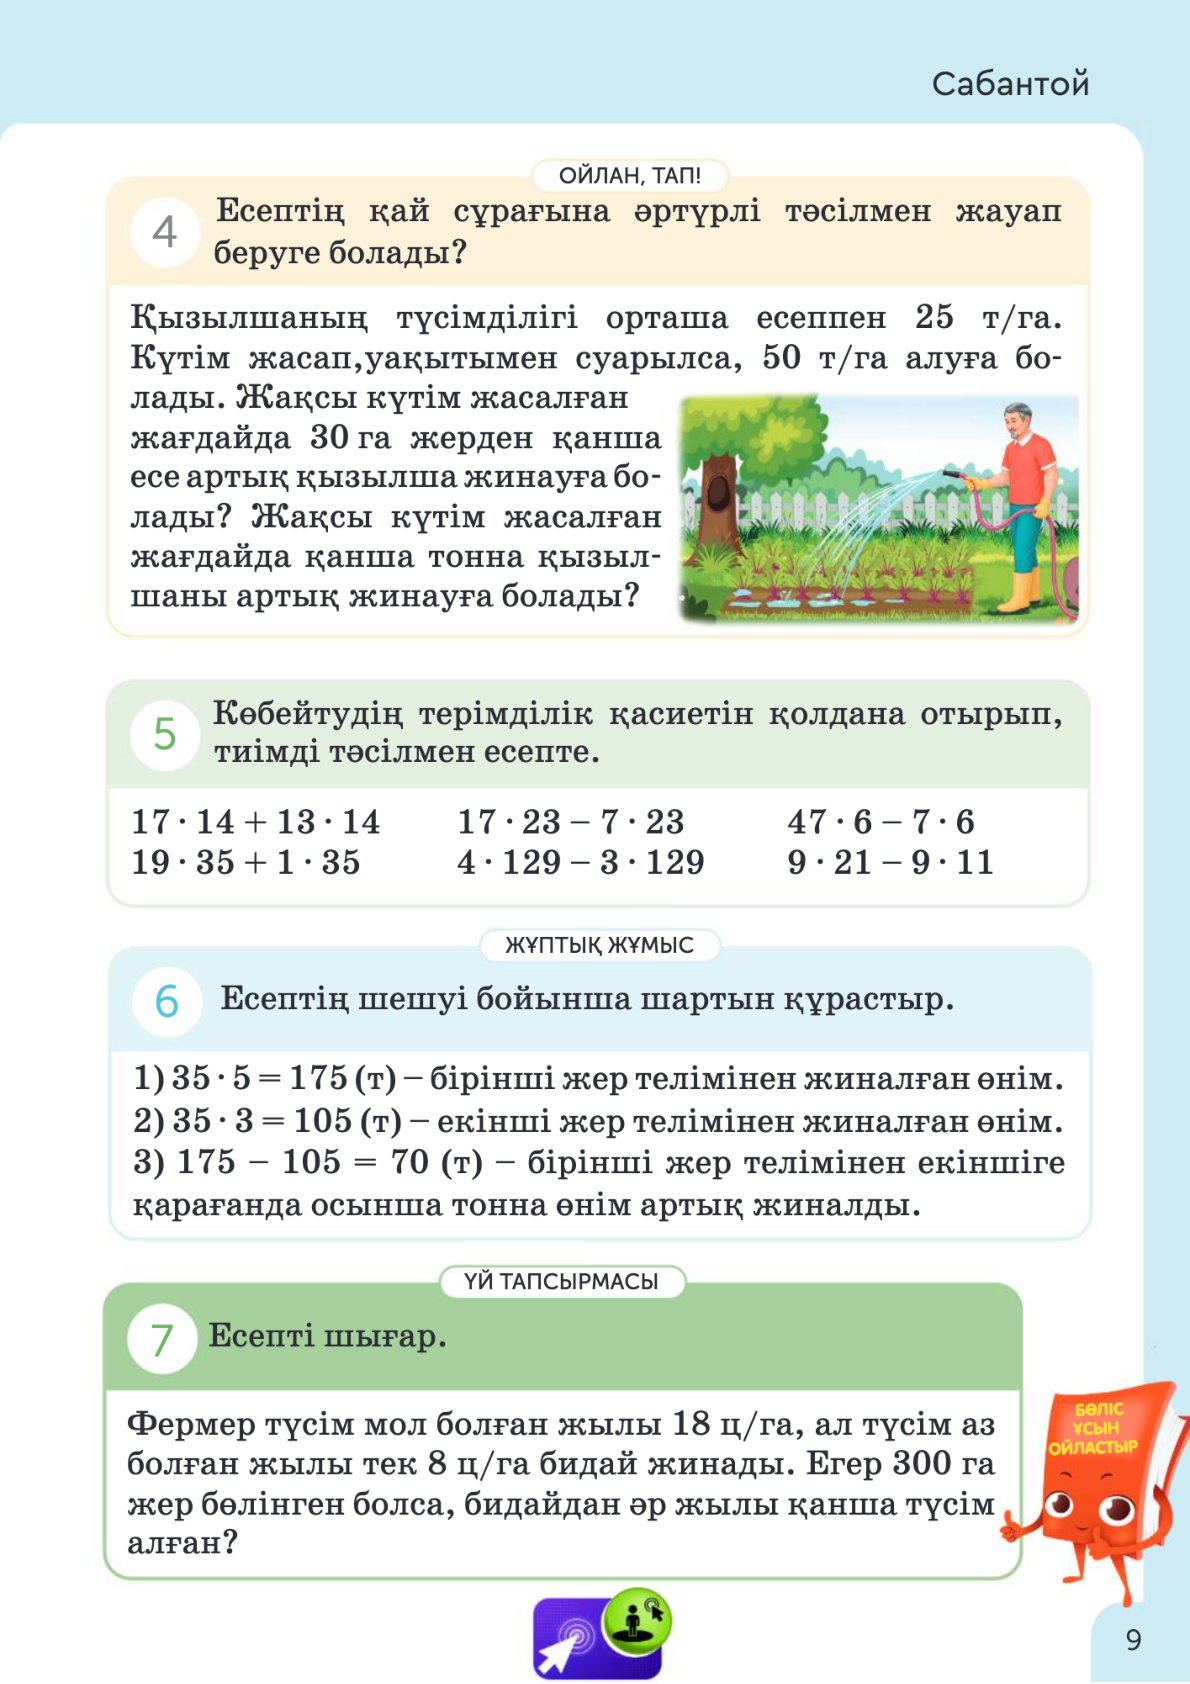 Сабантой
ОЙЛАН, ТАП!
4
Есептің қай сұрағына әртүрлі тәсілмен жауап
беруге болады?
Қызылшаның түсімділігі орташа есеппен 25 т/га.
Күтім жасап,уақытымен суарылса, 50 т/га алуға бо-
лады. Жақсы күтім жасалған
жағдайда 30 га жерден қанша
есе артық қызылша жинауға бо-
лады? Жақсы күтім жасалған
жағдайда қанша тонна қызыл-
шаны артық жинауға болады?
5
Көбейтудің терімділік қасиетін қолдана отырып,
тиімді тәсілмен есепте.
17 · 14 + 13 · 14 17 · 23 – 7 · 23 47 · 6 – 7 · 6
19 · 35 + 1 · 35 4 · 129 – 3 · 129 9 · 21 – 9 · 11
ЖҰПТЫҚ ЖҰМЫС
6
Есептің шешуі бойынша шартын құрастыр.
1) 35 · 5 = 175 (т) – бірінші жер телімінен жиналған өнім.
2) 35 · 3 = 105 (т) – екінші жер телімінен жиналған өнім.
3) 175 – 105 = 70 (т) – бірінші жер телімінен екіншіге
қарағанда осынша тонна өнім артық жиналды.
ҮЙ ТАПСЫРМАСЫ
7
Есепті шығар.
Фермер түсім мол болған жылы 18 ц/га, ал түсім аз
болған жылы тек 8 ц/га бидай жинады. Егер 300 га
жер бөлінген болса, бидайдан әр жылы қанша түсім
алған?
БӨЛІС
ҰСЫН
ОЙЛАСТЫР
9